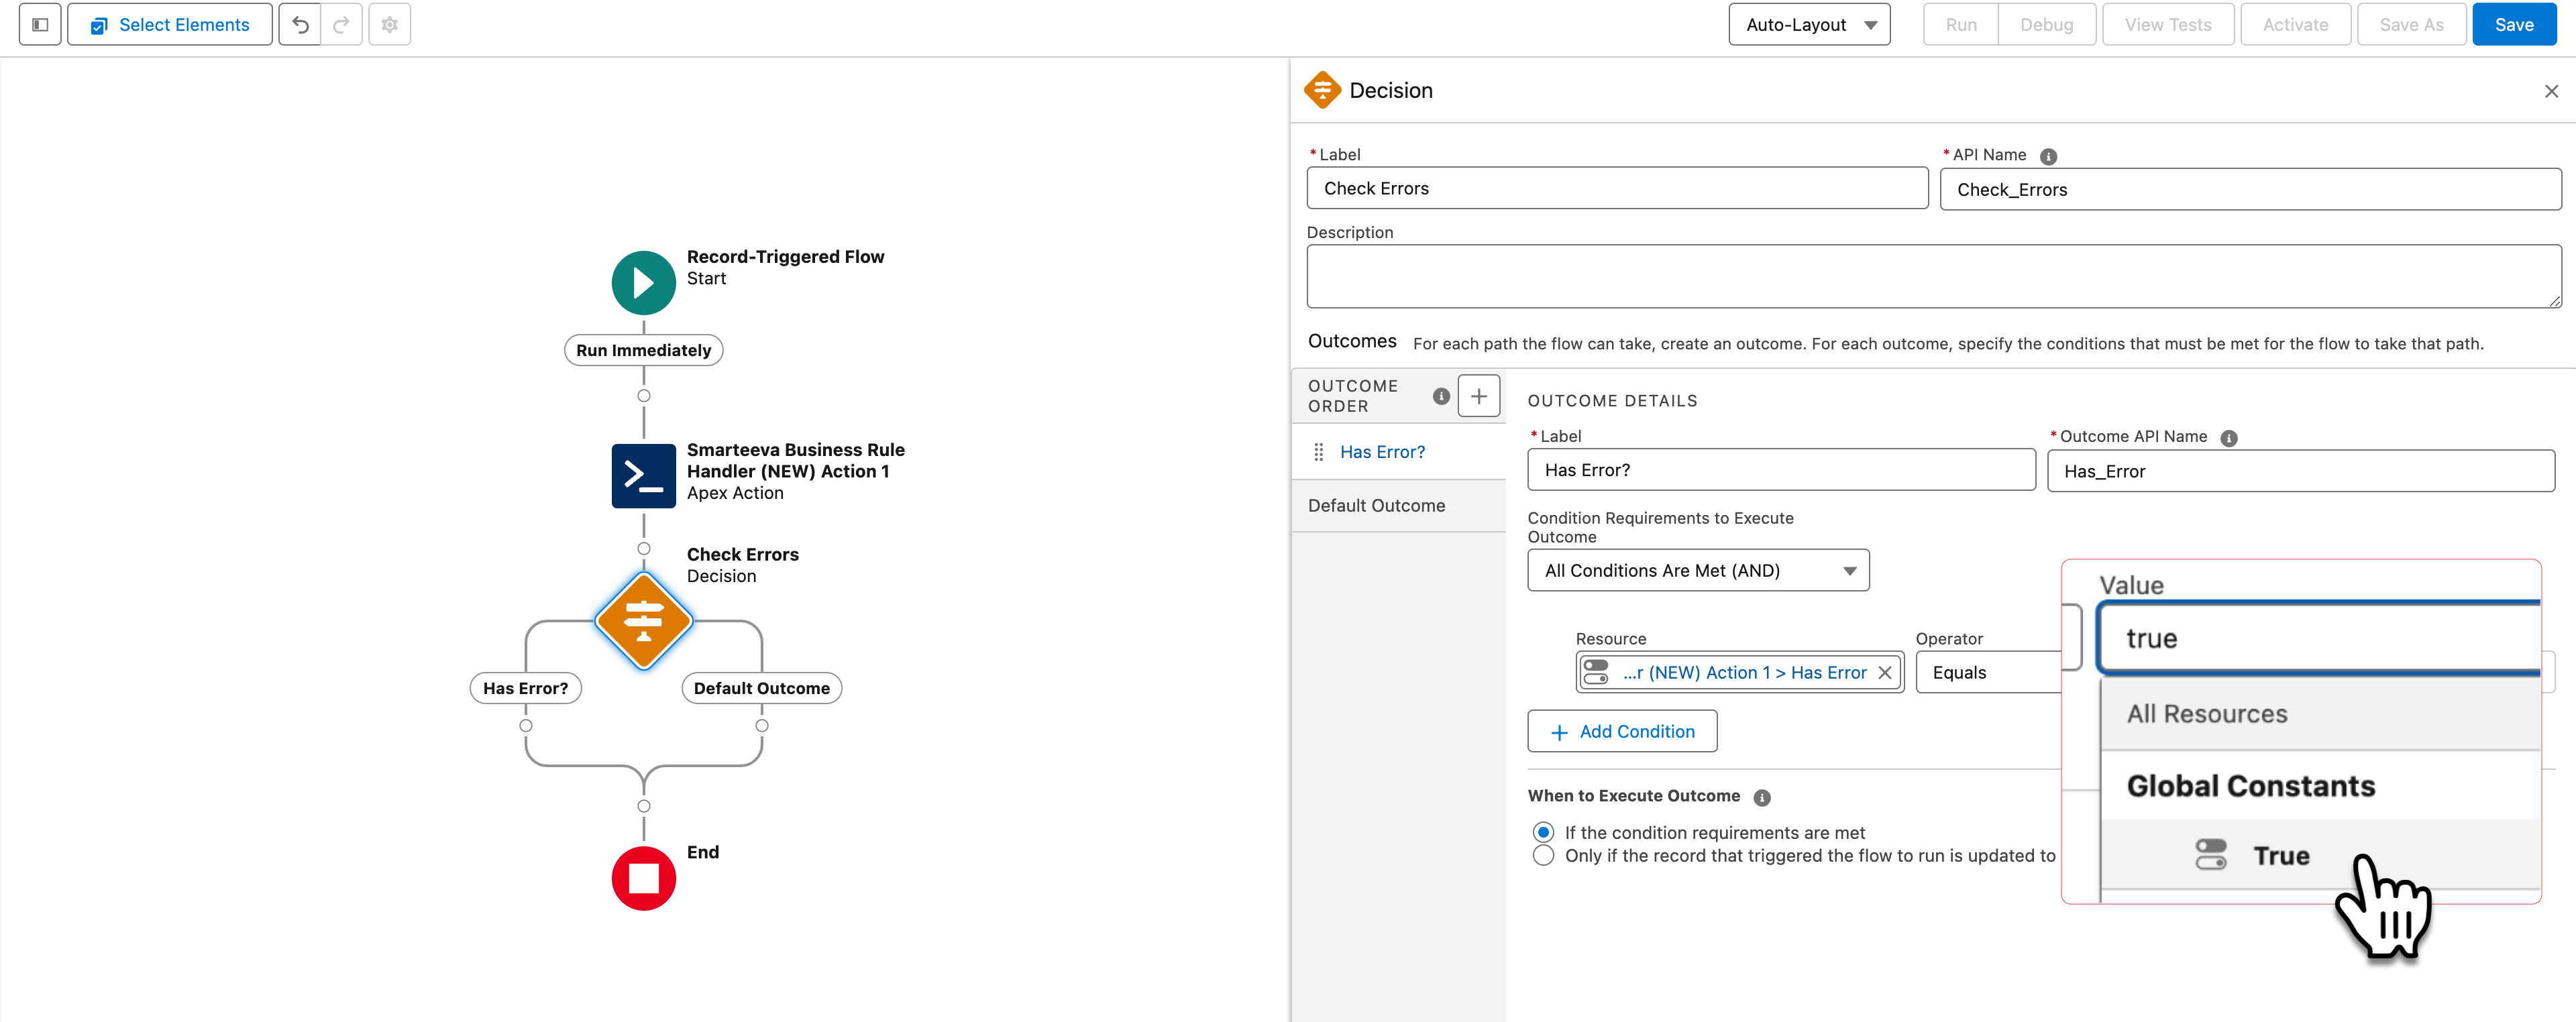 Select Elements
Auto-Layout
Run
Debug
View Tests
Activate
Save As
Save
Record-Triggered Flow
Start
Run Immediately
Smarteeva Business Rule
Handler (NEW) Action 1
Apex Action
Check Errors
Decision
Has Error?
Default Outcome
End
Decision
* Label
Check Errors
* API Name
Check_Errors
Description
Outcomes For each path the flow can take, create an outcome. For each outcome, specify the conditions that must be met for the flow to take that path.
OUTCOME
ORDER
Has Error?
Default Outcome
OUTCOME DETAILS
* Label
Has Error?
* Outcome API Name
Has_Error
Condition Requirements to Execute
Outcome
All Conditions Are Met (AND)
Resource
...r (NEW) Action 1 > Has Error
Operator
Equals
Add Condition
When to Execute Outcome
If the condition requirements are met
Only if the record that triggered the flow to run is updated to
Value
true
All Resources
Global Constants
True